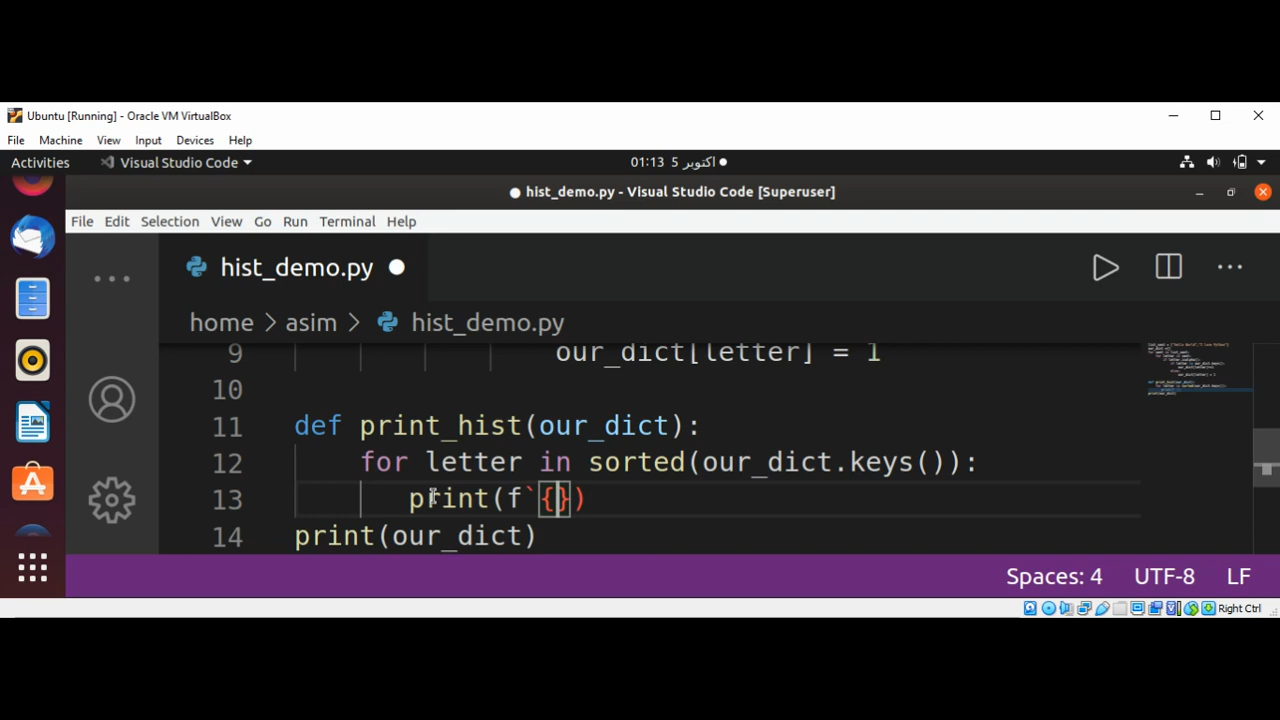 Ubuntu [Running] - Oracle VM VirtualBox
File Machine View Input Devices Help
Activities Visual Studio Code 01:13 5 اكتوبر
hist_demo.py - Visual Studio Code [Superuser]
File Edit Selection View Go Run Terminal Help
hist_demo.py
home > asim > hist_demo.py
9 our_dict[letter] = 1
10
11 def print_hist(our_dict):
12 for letter in sorted(our_dict.keys()):
13 print(f`{})
14 print(our_dict)
Spaces: 4 UTF-8 LF
Right Ctrl